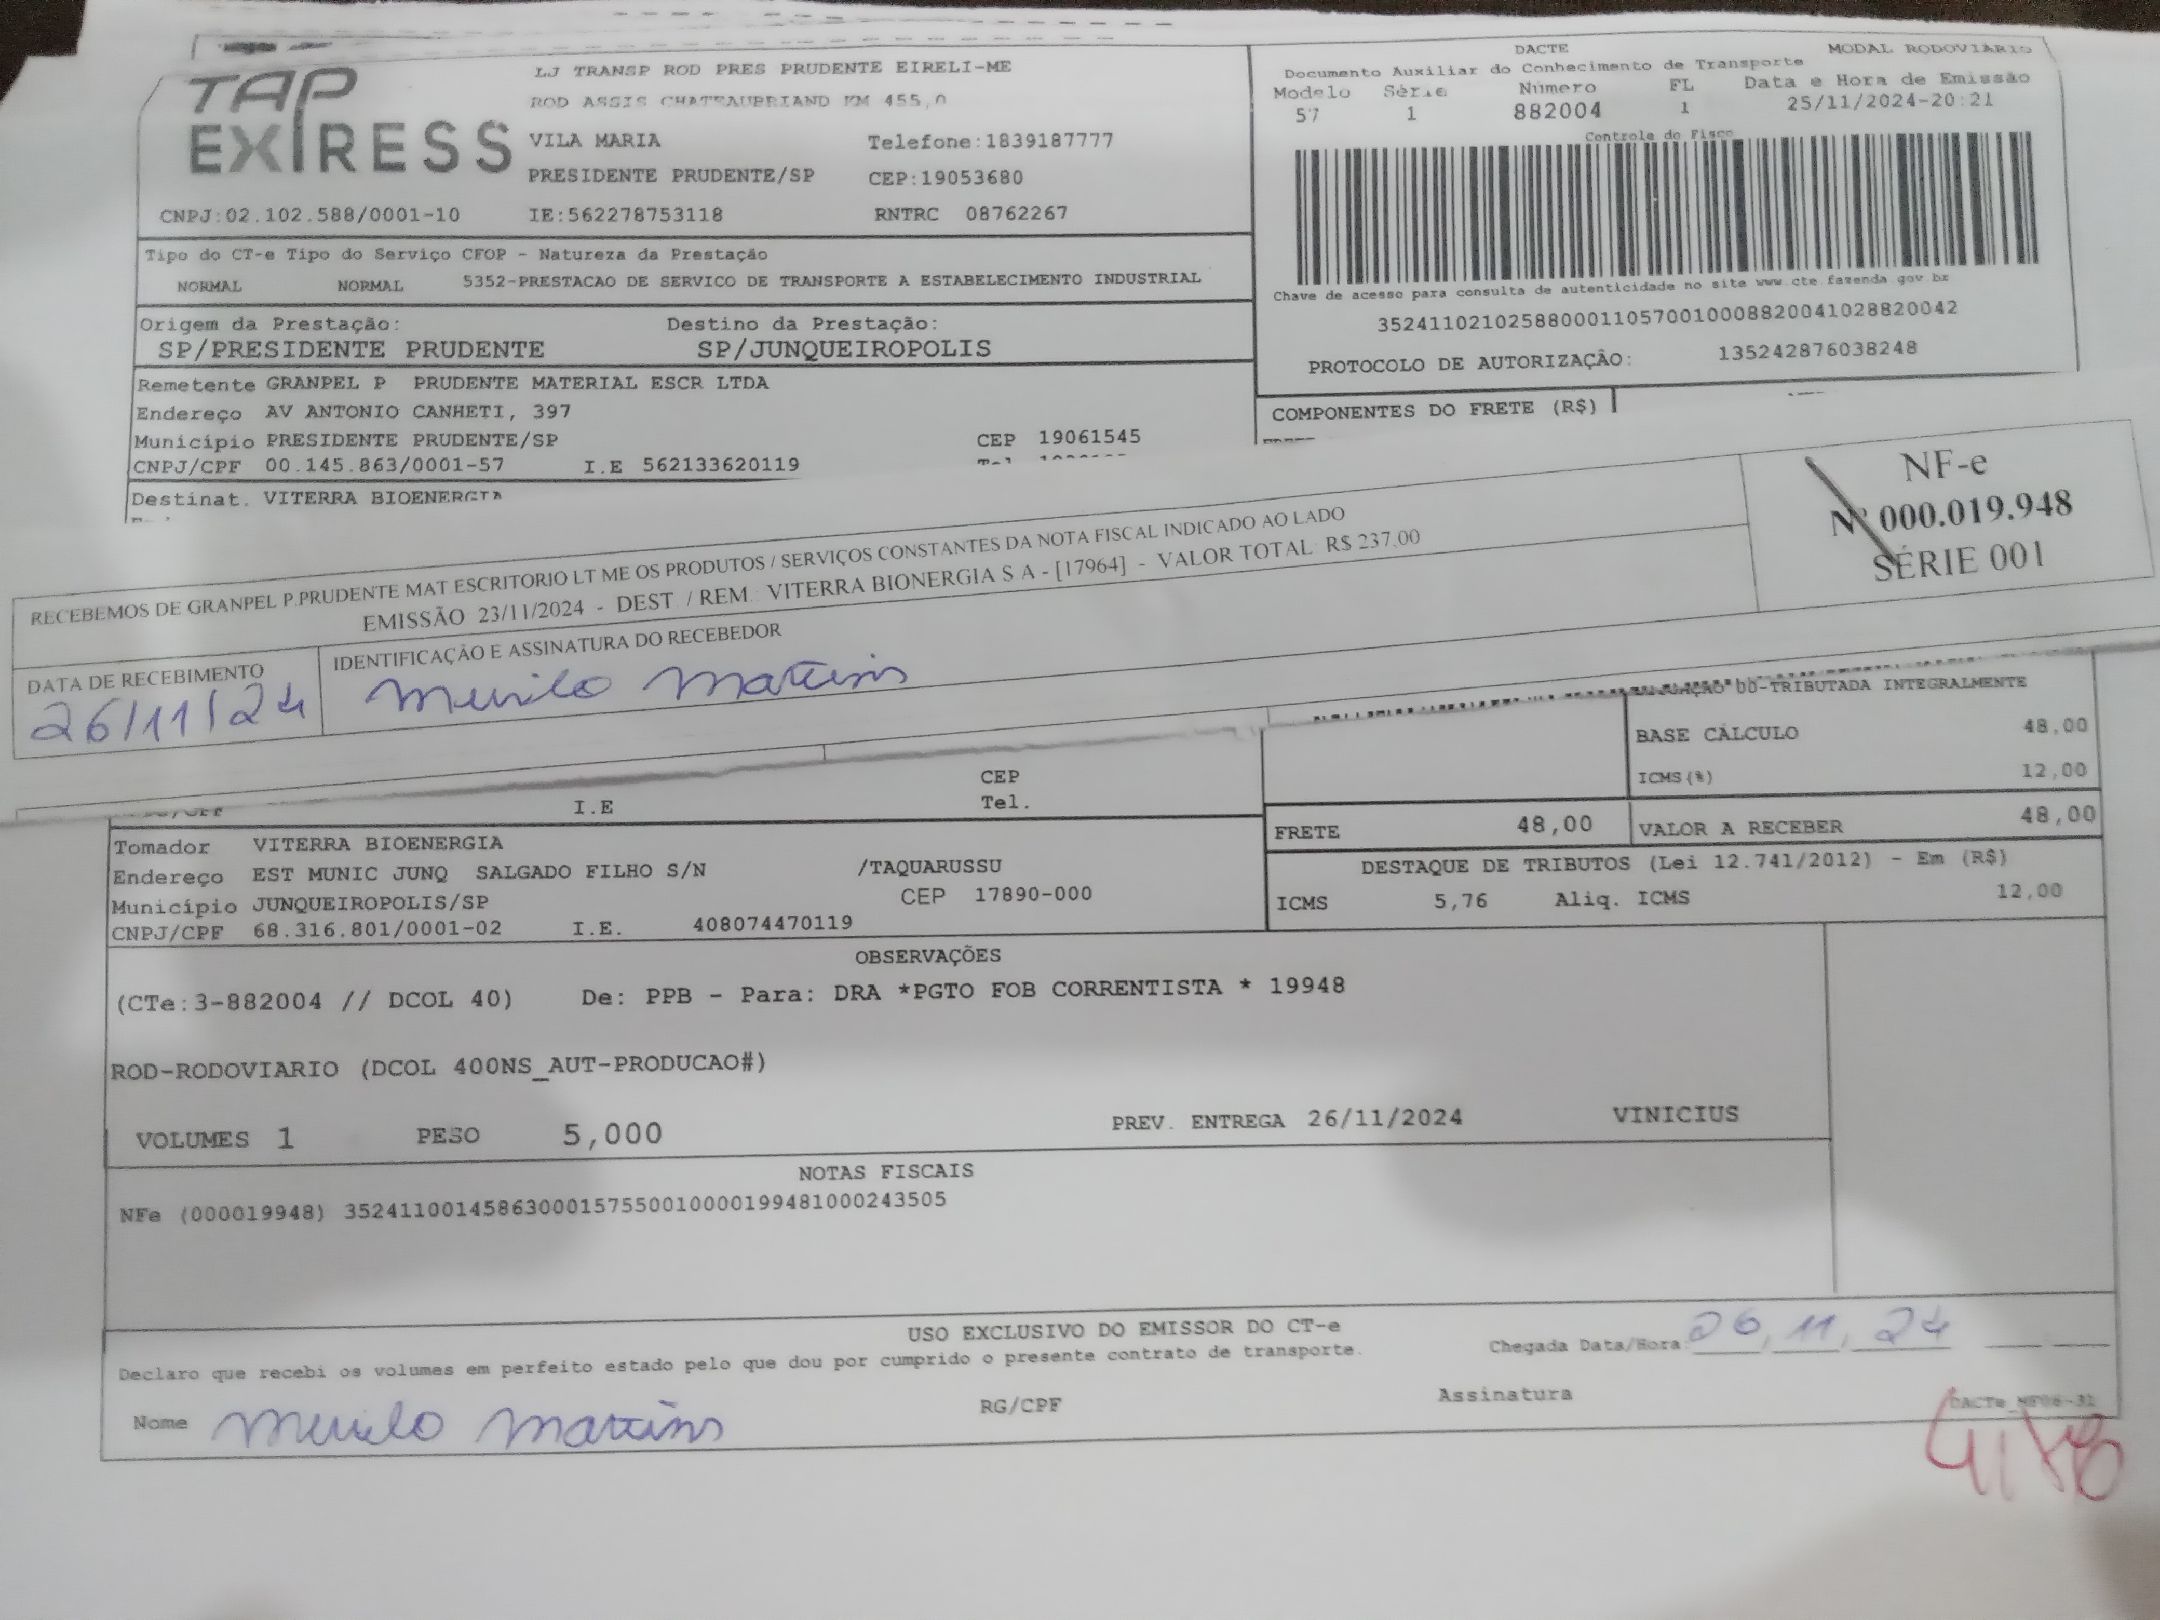 TAP
EXPRESS
LJ TRANSP ROD PRES PRUDENTE EIRELI-ME
ROD ASSIS CHATEAUBRIAND KM 455,0
VILA MARIA Telefone:1839187777
PRESIDENTE PRUDENTE/SP CEP:19053680
CNPJ:02.102.588/0001-10 IE:562278753118 RNTRC 08762267
DACTE MODAL RODOVIARIO
Documento Auxiliar do Conhecimento de Transporte
Modelo Série Número FL Data e Hora de Emissão
57 1 882004 1 25/11/2024-20:21
Controle do Fisco
Chave de acesso para consulta de autenticidade no site www.cte.fazenda.gov.br
35241102102588000110570010008820041028820042
PROTOCOLO DE AUTORIZAÇÃO: 135242876038248
Tipo do CT-e Tipo do Serviço CFOP - Natureza da Prestação
NORMAL NORMAL 5352-PRESTACAO DE SERVICO DE TRANSPORTE A ESTABELECIMENTO INDUSTRIAL
Origem da Prestação: Destino da Prestação:
SP/PRESIDENTE PRUDENTE SP/JUNQUEIROPOLIS
Remetente GRANPEL P PRUDENTE MATERIAL ESCR LTDA
Endereço AV ANTONIO CANHETI, 397
Município PRESIDENTE PRUDENTE/SP CEP 19061545
CNPJ/CPF 00.145.863/0001-57 I.E 562133620119
Destinat. VITERRA BIOENERGIA
COMPONENTES DO FRETE (R$)
RECEBEMOS DE GRANPEL P.PRUDENTE MAT ESCRITORIO LT ME OS PRODUTOS / SERVIÇOS CONSTANTES DA NOTA FISCAL INDICADO AO LADO
EMISSÃO 23/11/2024 - DEST. / REM.: VITERRA BIONERGIA S A - [17964] - VALOR TOTAL: R$ 237,00
NF-e
Nº 000.019.948
SÉRIE 001
DATA DE RECEBIMENTO IDENTIFICAÇÃO E ASSINATURA DO RECEBEDOR
26/11/24 Murilo Martins
DO-TRIBUTADA INTEGRALMENTE
BASE CÁLCULO 48,00
ICMS(%) 12,00
CEP
I.E Tel.
FRETE 48,00 VALOR A RECEBER 48,00
Tomador VITERRA BIOENERGIA
Endereço EST MUNIC JUNQ SALGADO FILHO S/N /TAQUARUSSU
Município JUNQUEIROPOLIS/SP CEP 17890-000
CNPJ/CPF 68.316.801/0001-02 I.E. 408074470119
DESTAQUE DE TRIBUTOS (Lei 12.741/2012) - Em (R$)
ICMS 5,76 Aliq. ICMS 12,00
OBSERVAÇÕES
(CTe:3-882004 // DCOL 40) De: PPB - Para: DRA *PGTO FOB CORRENTISTA * 19948
ROD-RODOVIARIO (DCOL 400NS_AUT-PRODUCAO#)
VOLUMES 1 PESO 5,000 PREV. ENTREGA 26/11/2024 VINICIUS
NOTAS FISCAIS
NFe (000019948) 35241100145863000157550010000199481000243505
USO EXCLUSIVO DO EMISSOR DO CT-e
Declaro que recebi os volumes em perfeito estado pelo que dou por cumprido o presente contrato de transporte. Chegada Data/Hora: 26, 11, 24
Nome Murilo Martins RG/CPF Assinatura